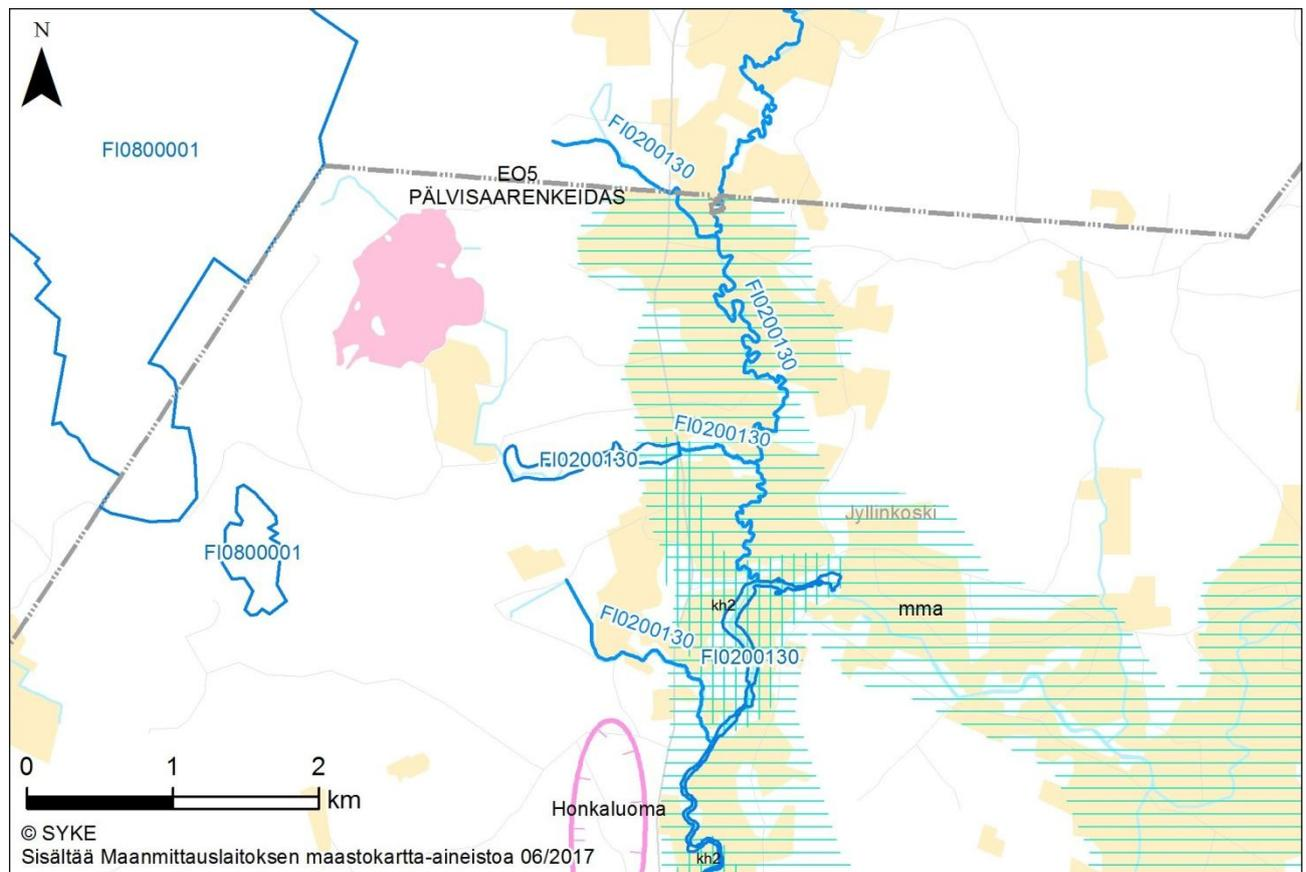 N
FI0800001
FI0200130
EO5
PÄLVISAARENKEIDAS
FI0200130
FI0200130
FI0200130
Jyllinkoski
FI0800001
kh2
mma
FI0200130
FI0200130
0 1 2
km
Honkaluoma
© SYKE
Sisältää Maanmittauslaitoksen maastokartta-aineistoa 06/2017
kh2